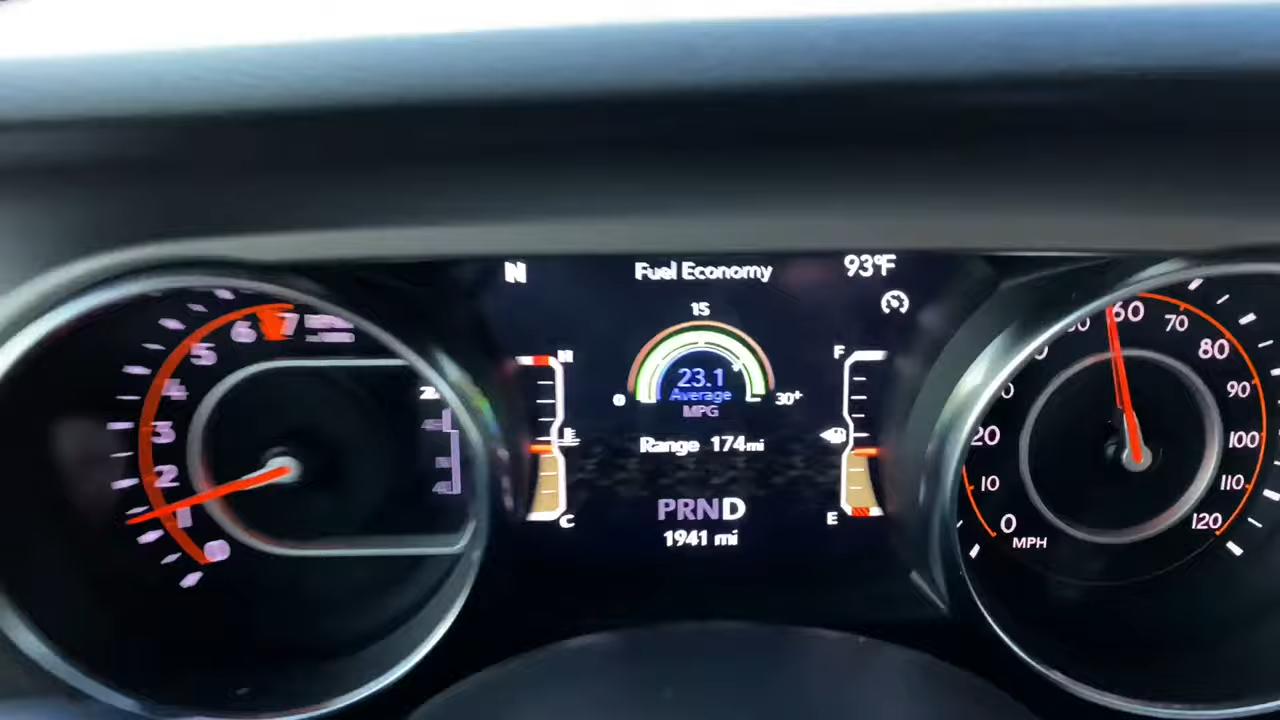 N
Fuel Economy
93°F
15
0
30+
23.1
Average
MPG
Range 174mi
PRND
1941 mi
H
C
F
E
7
6
5
4
3
2
1
0
0
10
20
60
70
80
90
100
110
120
MPH